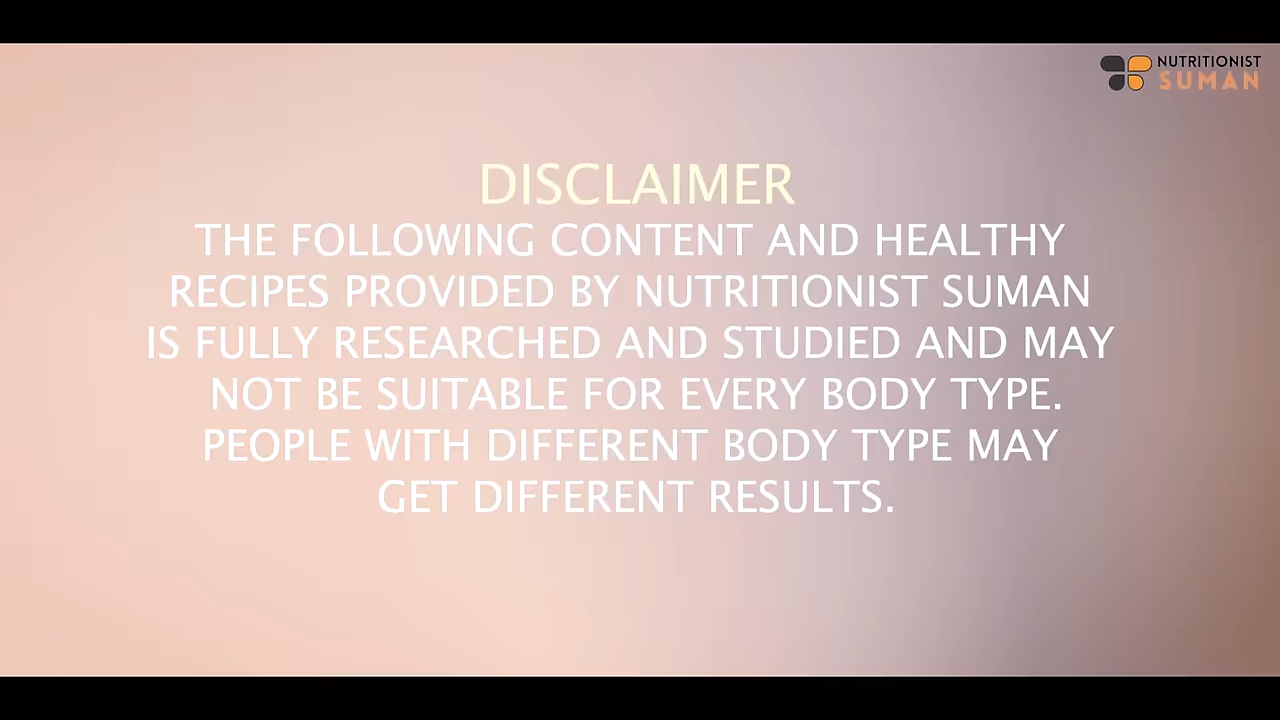 NUTRITIONIST
SUMAN
DISCLAIMER
THE FOLLOWING CONTENT AND HEALTHY
RECIPES PROVIDED BY NUTRITIONIST SUMAN
IS FULLY RESEARCHED AND STUDIED AND MAY
NOT BE SUITABLE FOR EVERY BODY TYPE.
PEOPLE WITH DIFFERENT BODY TYPE MAY
GET DIFFERENT RESULTS.